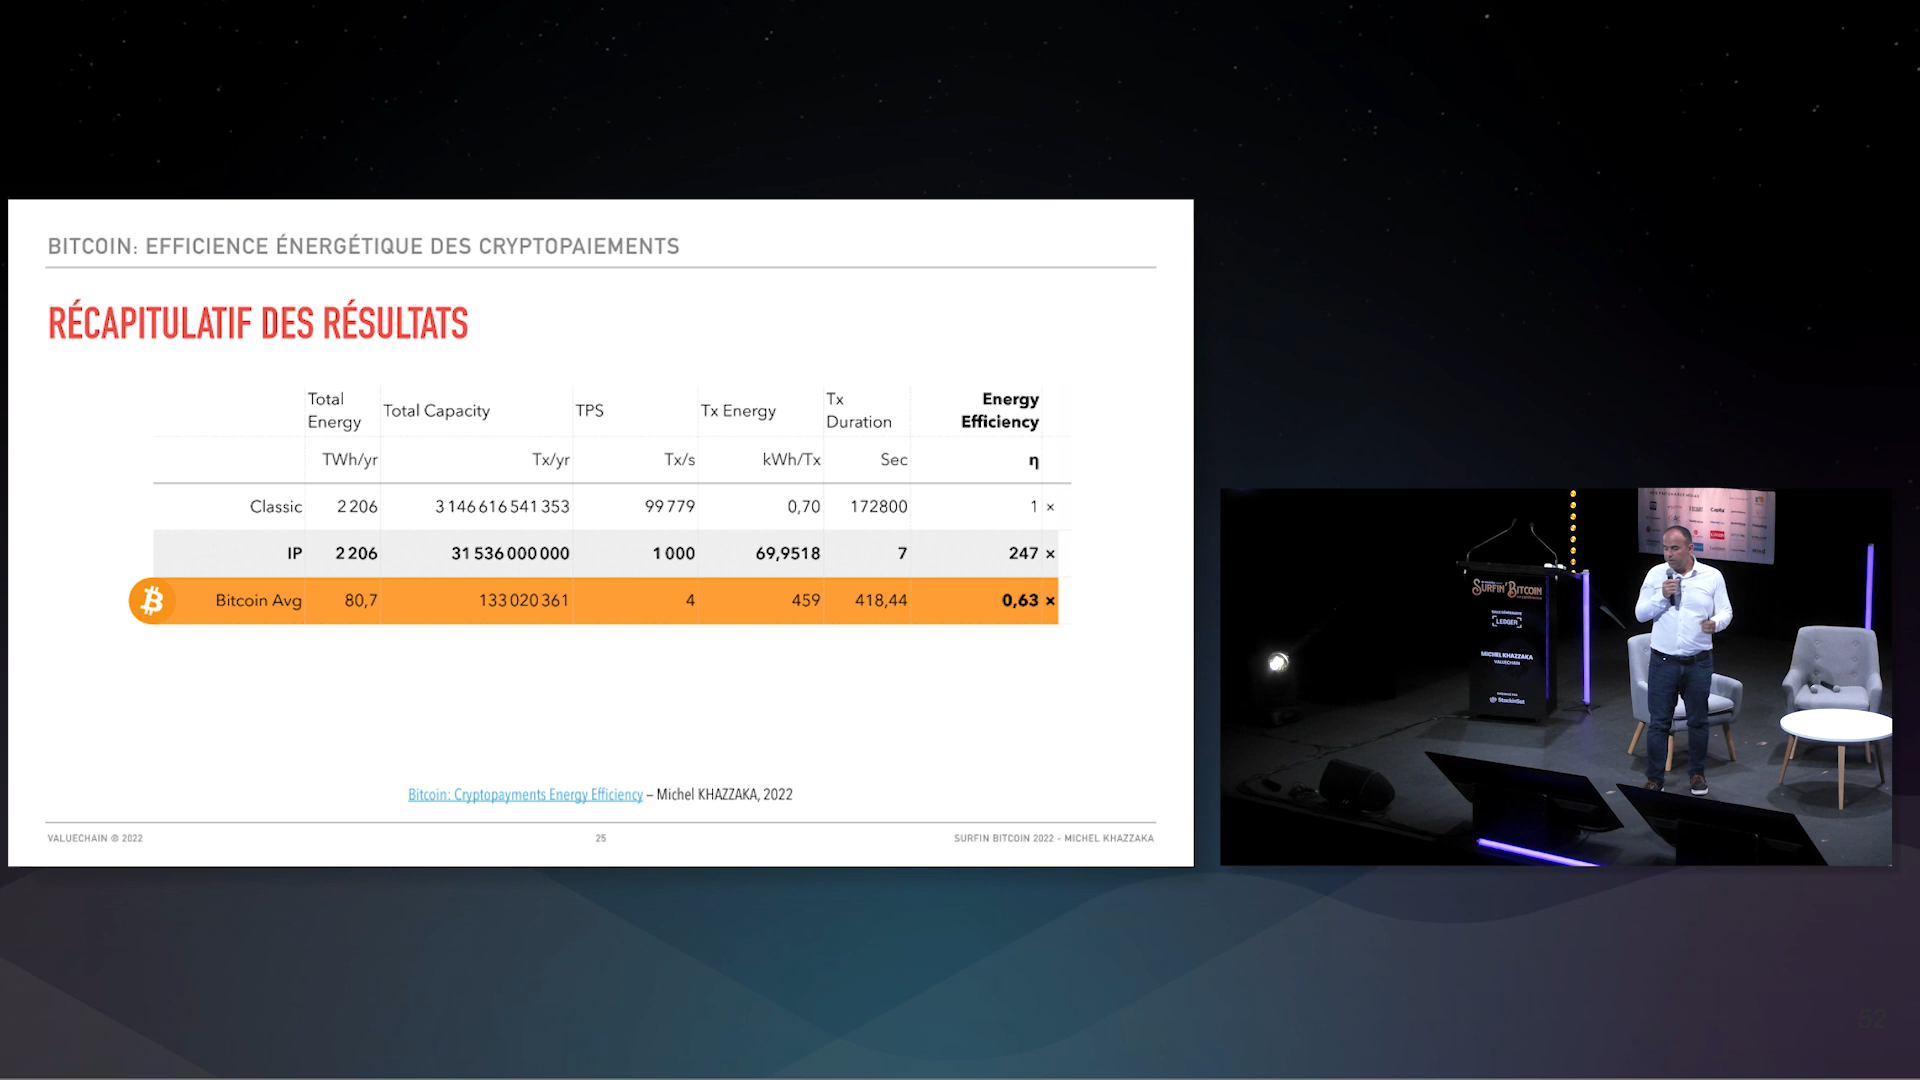 BITCOIN: EFFICIENCE ÉNERGÉTIQUE DES CRYPTOPAIEMENTS
RÉCAPITULATIF DES RÉSULTATS
Total Energy Total Capacity TPS Tx Energy Tx Duration Energy Efficiency
TWh/yr Tx/yr Tx/s kWh/Tx Sec η
Classic 2 206 3 146 616 541 353 99 779 0,70 172800 1 ×
IP 2 206 31 536 000 000 1 000 69,9518 7 247 ×
Bitcoin Avg 80,7 133 020 361 4 459 418,44 0,63 ×
Bitcoin: Cryptopayments Energy Efficiency – Michel KHAZZAKA, 2022
VALUECHAIN © 2022 25 SURFIN BITCOIN 2022 - MICHEL KHAZZAKA
SURFIN' BITCOIN
LEDGER
MICHEL KHAZZAKA
VALUECHAIN
StackinSat
Capital
52